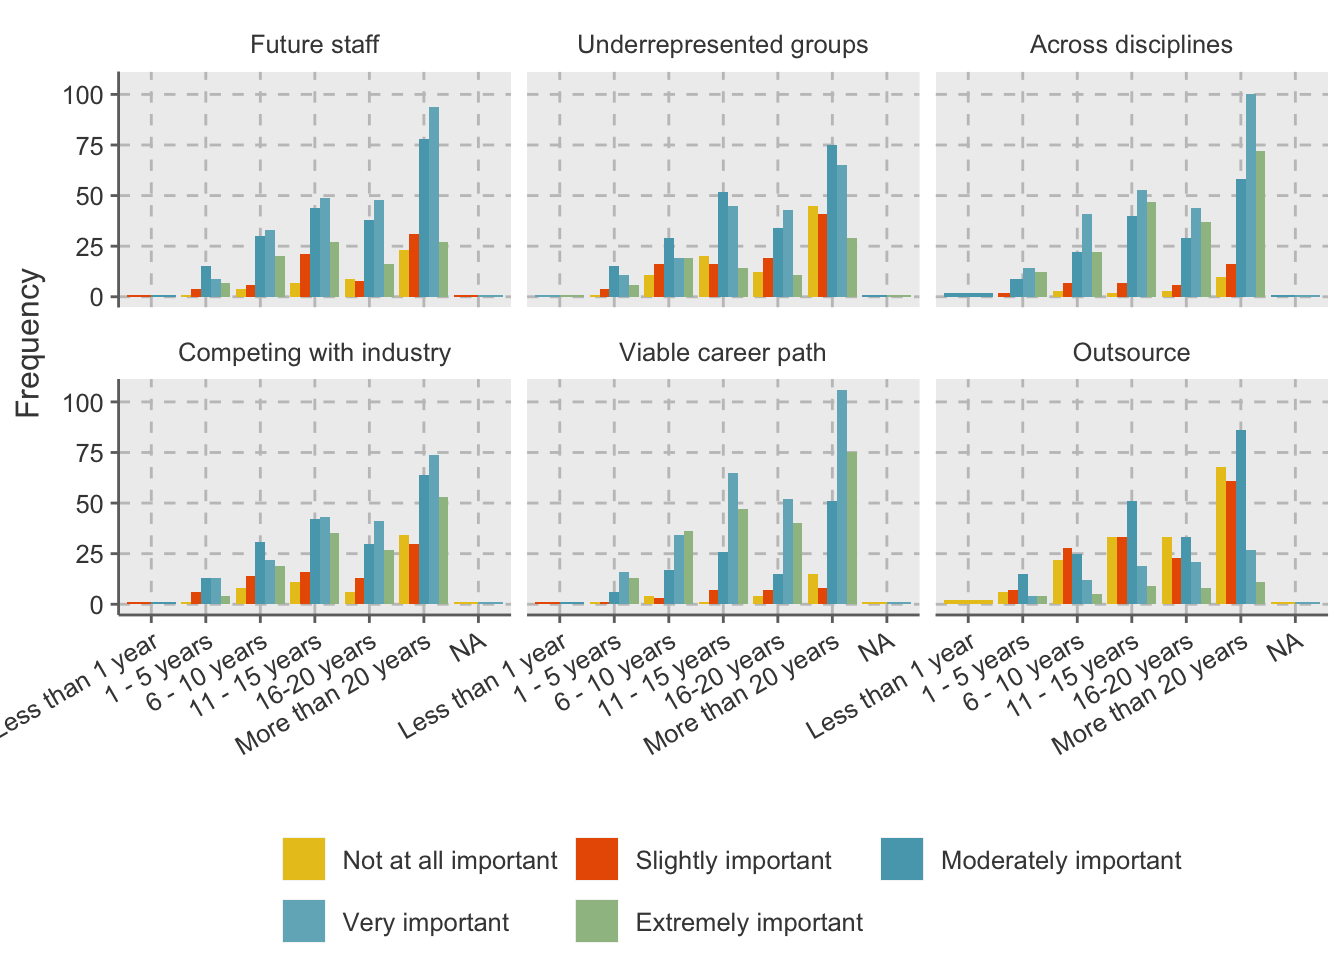 Future staff
Underrepresented groups
Across disciplines
100
75
50
25
0
Competing with industry
Viable career path
Outsource
100
75
50
25
0
Frequency
Less than 1 year
1 - 5 years
6 - 10 years
11 - 15 years
16-20 years
More than 20 years
NA
Less than 1 year
1 - 5 years
6 - 10 years
11 - 15 years
16-20 years
More than 20 years
NA
Less than 1 year
1 - 5 years
6 - 10 years
11 - 15 years
16-20 years
More than 20 years
NA
Not at all important
Slightly important
Moderately important
Very important
Extremely important